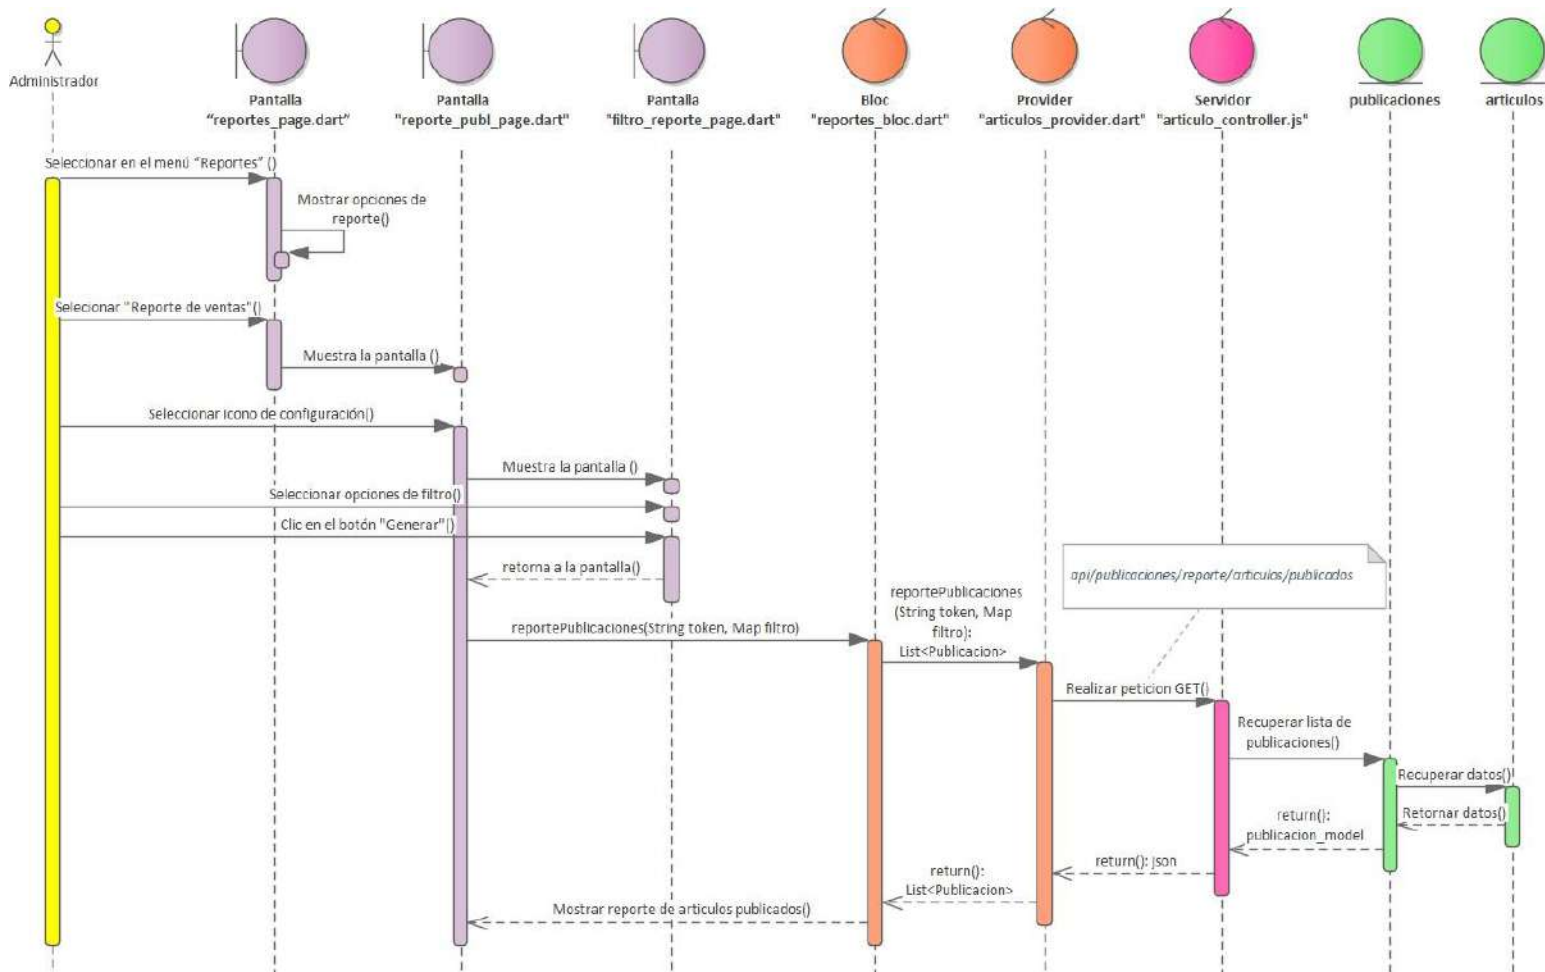 Administrador
Pantalla
"reportes_page.dart"
Pantalla
"reporte_publ_page.dart"
Pantalla
"filtro_reporte_page.dart"
Bloc
"reportes_bloc.dart"
Provider
"articulos_provider.dart"
Servidor
"articulo_controller.js"
publicaciones
articulos
Seleccionar en el menú "Reportes" ()
Mostrar opciones de
reporte()
Selecionar "Reporte de ventas"()
Muestra la pantalla ()
Seleccionar icono de configuración()
Muestra la pantalla ()
Seleccionar opciones de filtro()
Clic en el botón "Generar"()
retorna a la pantalla()
api/publicaciones/reporte/articulos/publicados
reportePublicaciones(String token, Map filtro)
reportePublicaciones
(String token, Map
filtro):
List<Publicacion>
Realizar peticion GET()
Recuperar lista de
publicaciones()
Recuperar datos()
Retornar datos()
return():
publicacion_model
return(): json
return():
List<Publicacion>
Mostrar reporte de articulos publicados()